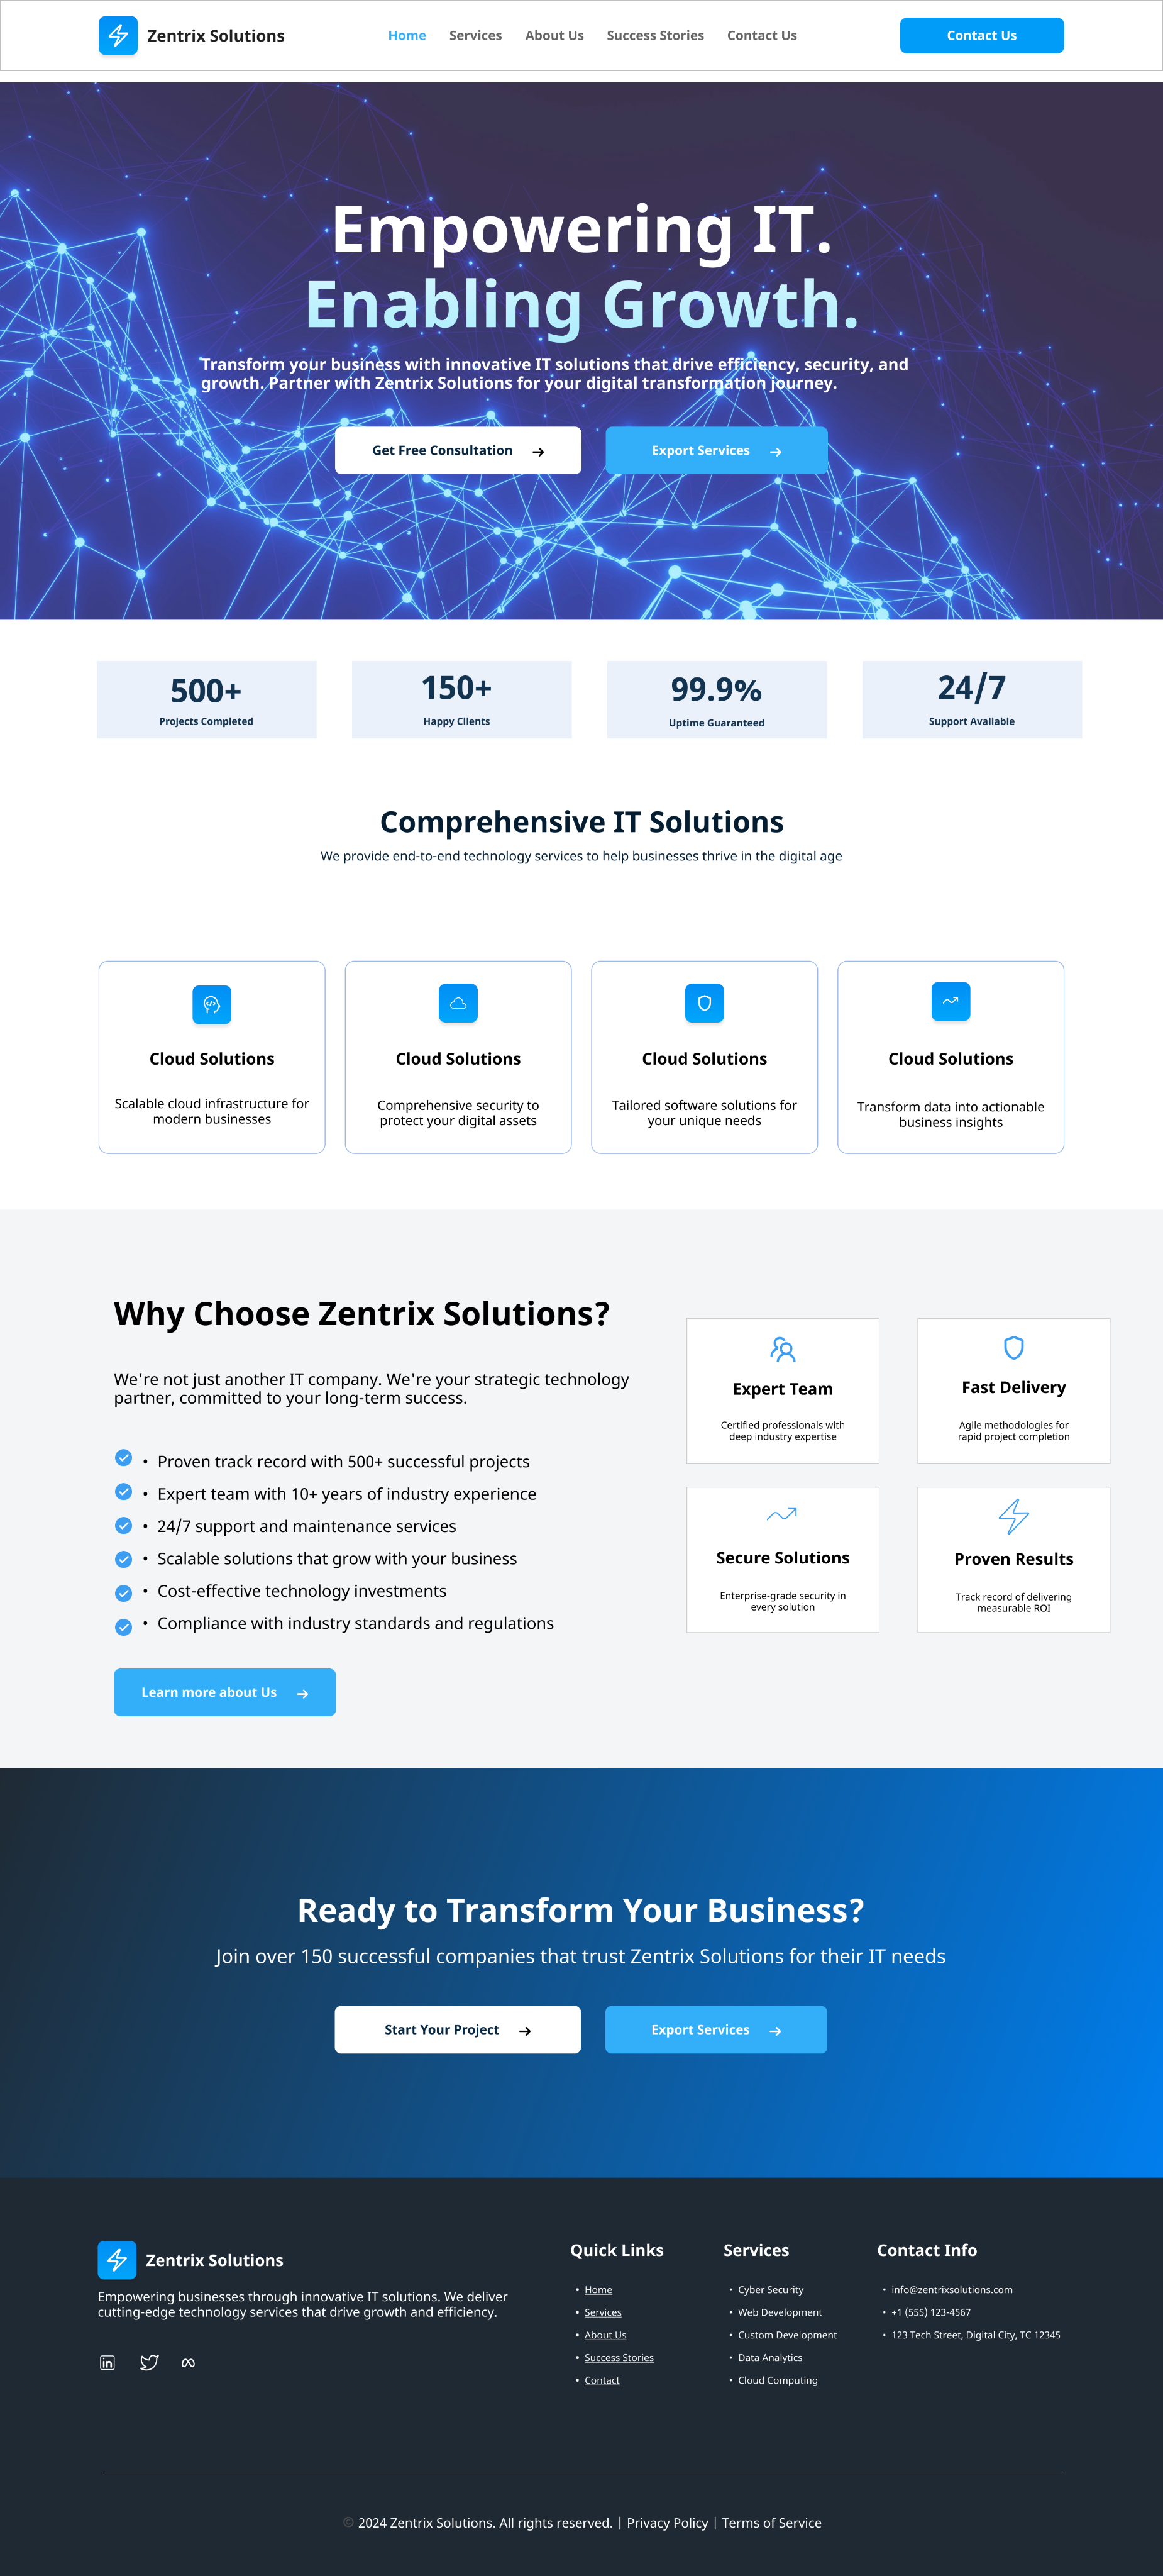 Zentrix Solutions
Home Services About Us Success Stories Contact Us
Contact Us
Empowering IT.
Enabling Growth.
Transform your business with innovative IT solutions that drive efficiency, security, and
growth. Partner with Zentrix Solutions for your digital transformation journey.
Get Free Consultation →
Export Services →
500+
Projects Completed
150+
Happy Clients
99.9%
Uptime Guaranteed
24/7
Support Available
Comprehensive IT Solutions
We provide end-to-end technology services to help businesses thrive in the digital age
Cloud Solutions
Scalable cloud infrastructure for
modern businesses
Cloud Solutions
Comprehensive security to
protect your digital assets
Cloud Solutions
Tailored software solutions for
your unique needs
Cloud Solutions
Transform data into actionable
business insights
Why Choose Zentrix Solutions?
We're not just another IT company. We're your strategic technology
partner, committed to your long-term success.
• Proven track record with 500+ successful projects
• Expert team with 10+ years of industry experience
• 24/7 support and maintenance services
• Scalable solutions that grow with your business
• Cost-effective technology investments
• Compliance with industry standards and regulations
Learn more about Us →
Expert Team
Certified professionals with
deep industry expertise
Fast Delivery
Agile methodologies for
rapid project completion
Secure Solutions
Enterprise-grade security in
every solution
Proven Results
Track record of delivering
measurable ROI
Ready to Transform Your Business?
Join over 150 successful companies that trust Zentrix Solutions for their IT needs
Start Your Project →
Export Services →
Zentrix Solutions
Empowering businesses through innovative IT solutions. We deliver
cutting-edge technology services that drive growth and efficiency.
in
Quick Links
• Home
• Services
• About Us
• Success Stories
• Contact
Services
• Cyber Security
• Web Development
• Custom Development
• Data Analytics
• Cloud Computing
Contact Info
• info@zentrixsolutions.com
• +1 (555) 123-4567
• 123 Tech Street, Digital City, TC 12345
© 2024 Zentrix Solutions. All rights reserved. | Privacy Policy | Terms of Service